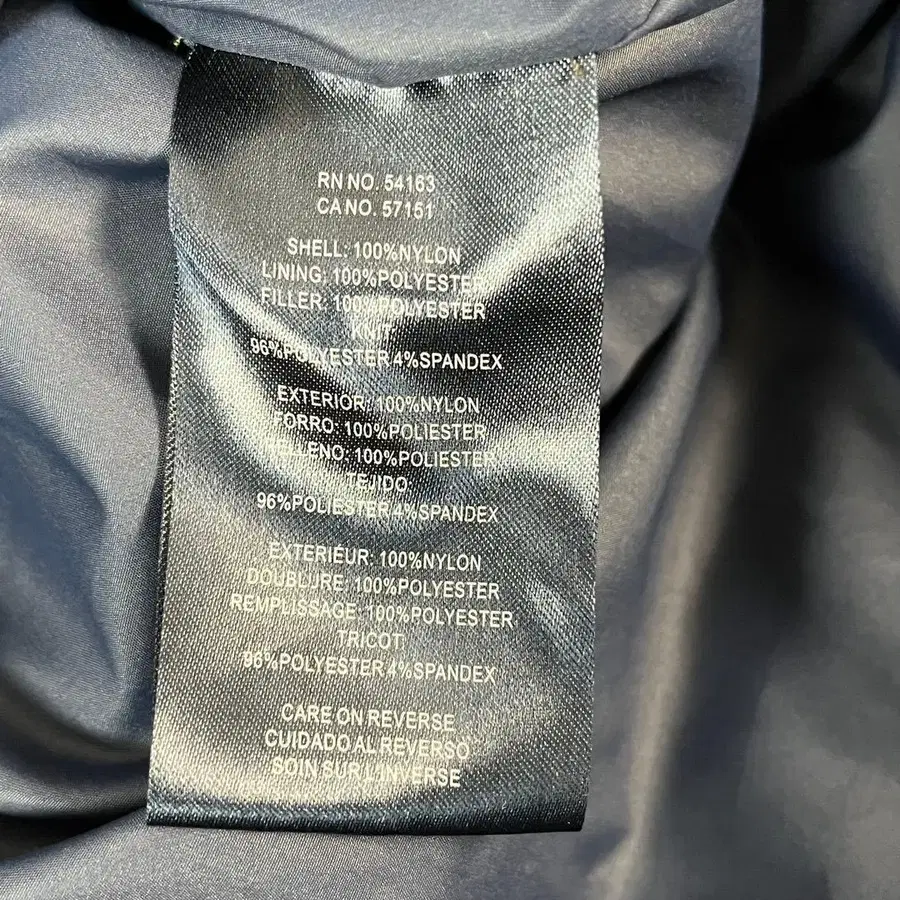 RN NO. 54163
CA NO. 57151
SHELL: 100%NYLON
LINING: 100%POLYESTER
FILLER: 100%POLYESTER
KNIT
96%POLYESTER 4%SPANDEX
EXTERIOR: 100%NYLON
FORRO: 100%POLIESTER
RELLENO: 100%POLIESTER
TEJIDO
96%POLIESTER 4%SPANDEX
EXTERIEUR: 100%NYLON
DOUBLURE: 100%POLYESTER
REMPLISSAGE: 100%POLYESTER
TRICOT
96%POLYESTER 4%SPANDEX
CARE ON REVERSE
CUIDADO AL REVERSO
SOIN SUR L'INVERSE